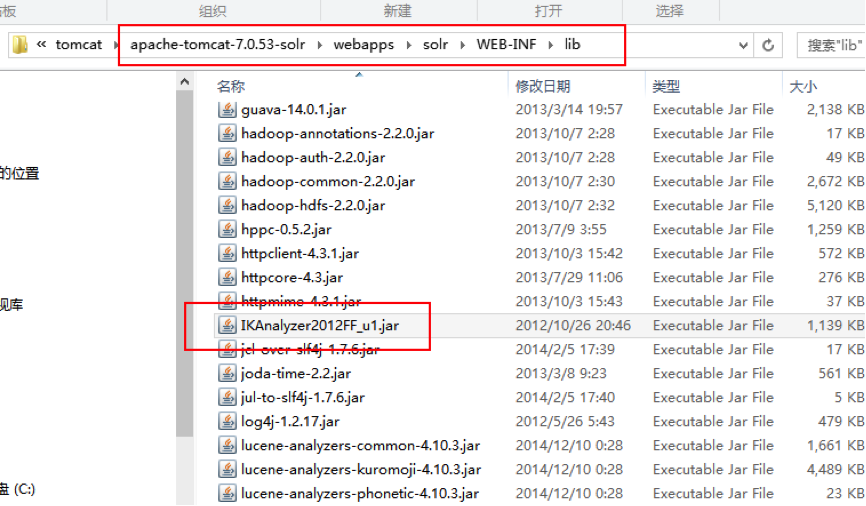 板 组织 新建 打开 选择
« tomcat apache-tomcat-7.0.53-solr webapps solr WEB-INF lib 搜索"lib"
名称 修改日期 类型 大小
guava-14.0.1.jar 2013/3/14 19:57 Executable Jar File 2,138 KB
hadoop-annotations-2.2.0.jar 2013/10/7 2:28 Executable Jar File 17 KB
hadoop-auth-2.2.0.jar 2013/10/7 2:28 Executable Jar File 49 KB
的位置
hadoop-common-2.2.0.jar 2013/10/7 2:30 Executable Jar File 2,672 KB
hadoop-hdfs-2.2.0.jar 2013/10/7 2:32 Executable Jar File 5,120 KB
hppc-0.5.2.jar 2013/7/9 3:55 Executable Jar File 1,259 KB
httpclient-4.3.1.jar 2013/10/3 15:42 Executable Jar File 572 KB
httpcore-4.3.jar 2013/7/29 11:06 Executable Jar File 276 KB
视库
httpmime-4.3.1.jar 2013/10/3 15:43 Executable Jar File 37 KB
IKAnalyzer2012FF_u1.jar 2012/10/26 20:46 Executable Jar File 1,139 KB
jcl-over-slf4j-1.7.6.jar 2014/2/5 17:39 Executable Jar File 17 KB
joda-time-2.2.jar 2013/3/8 9:23 Executable Jar File 561 KB
jul-to-slf4j-1.7.6.jar 2014/2/5 17:40 Executable Jar File 5 KB
log4j-1.2.17.jar 2012/5/26 5:43 Executable Jar File 479 KB
lucene-analyzers-common-4.10.3.jar 2014/12/10 0:28 Executable Jar File 1,661 KB
lucene-analyzers-kuromoji-4.10.3.jar 2014/12/10 0:28 Executable Jar File 4,489 KB
盘 (C:)
lucene-analyzers-phonetic-4.10.3.jar 2014/12/10 0:28 Executable Jar File 23 KB